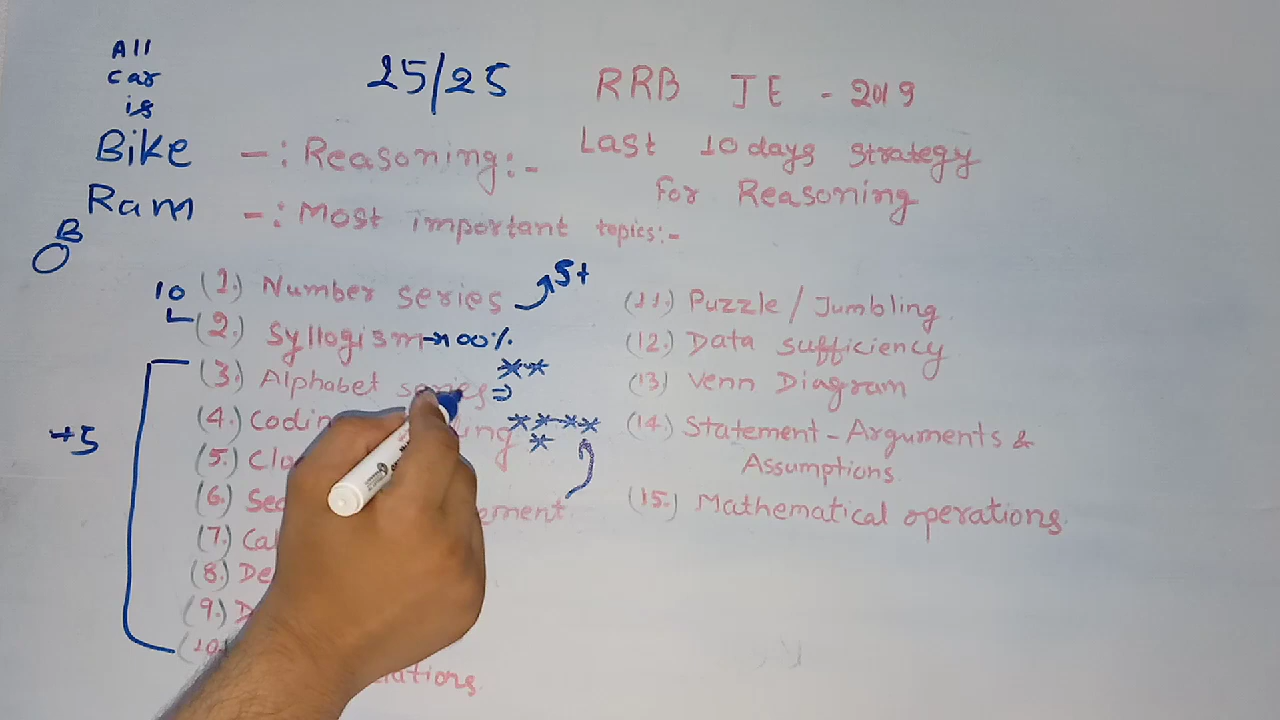 All
car
is
Bike
Ram
B
25/25
RRB JE - 2019
Last 10 days strategy
For Reasoning
-: Reasoning:-
-: Most important topics:-
10
(1.) Number series 5+
(2.) Syllogism → 100%
(3.) Alphabet series ⇒ **
(4.) *****
+5
(5.)
(6.)
(7.)
(8.)
(9.)
(10.)
(11.) Puzzle / Jumbling
(12.) Data sufficiency
(13) Venn Diagram
(14.) Statement - Arguments &
Assumptions.
(15.) Mathematical operations.